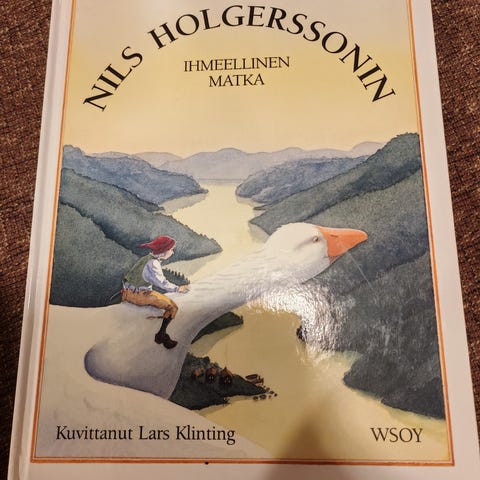 NILS HOLGERSSONIN
IHMEELLINEN
MATKA
Kuvittanut Lars Klinting
WSOY